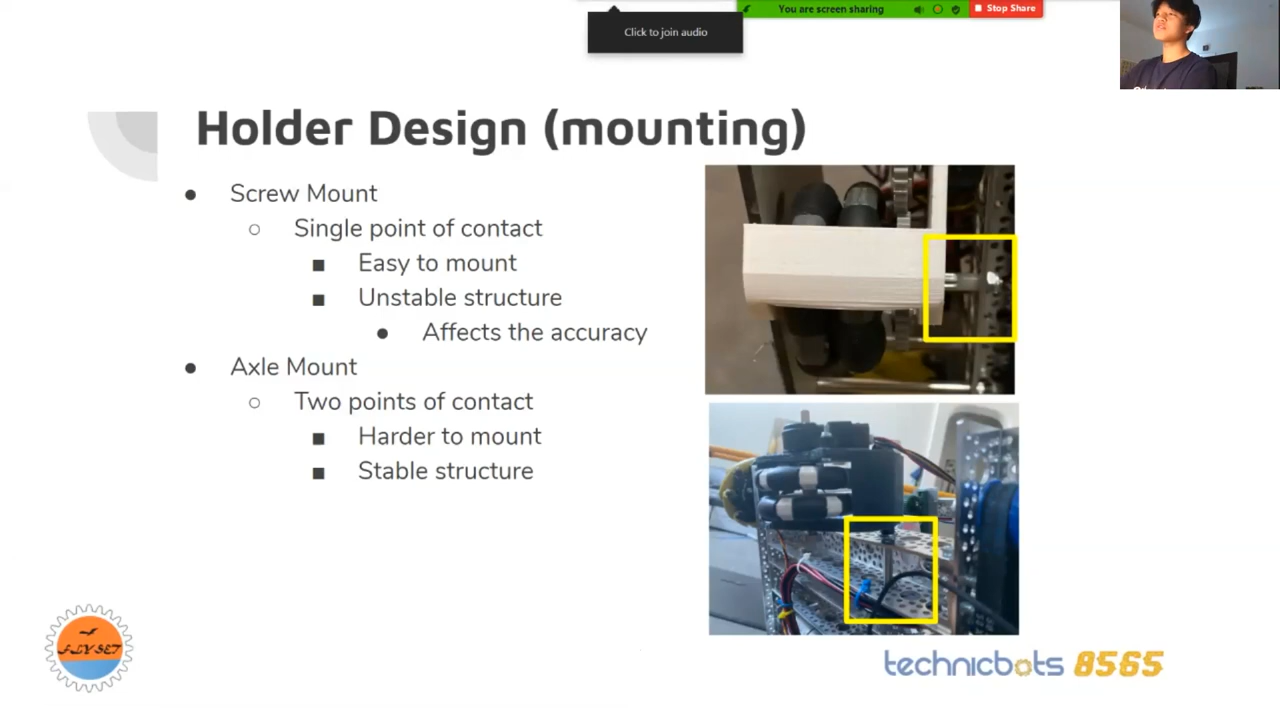 You are screen sharing
Stop Share
Click to join audio
Holder Design (mounting)
Screw Mount
Single point of contact
Easy to mount
Unstable structure
Affects the accuracy
Axle Mount
Two points of contact
Harder to mount
Stable structure
FLYSET
technicbots 8565